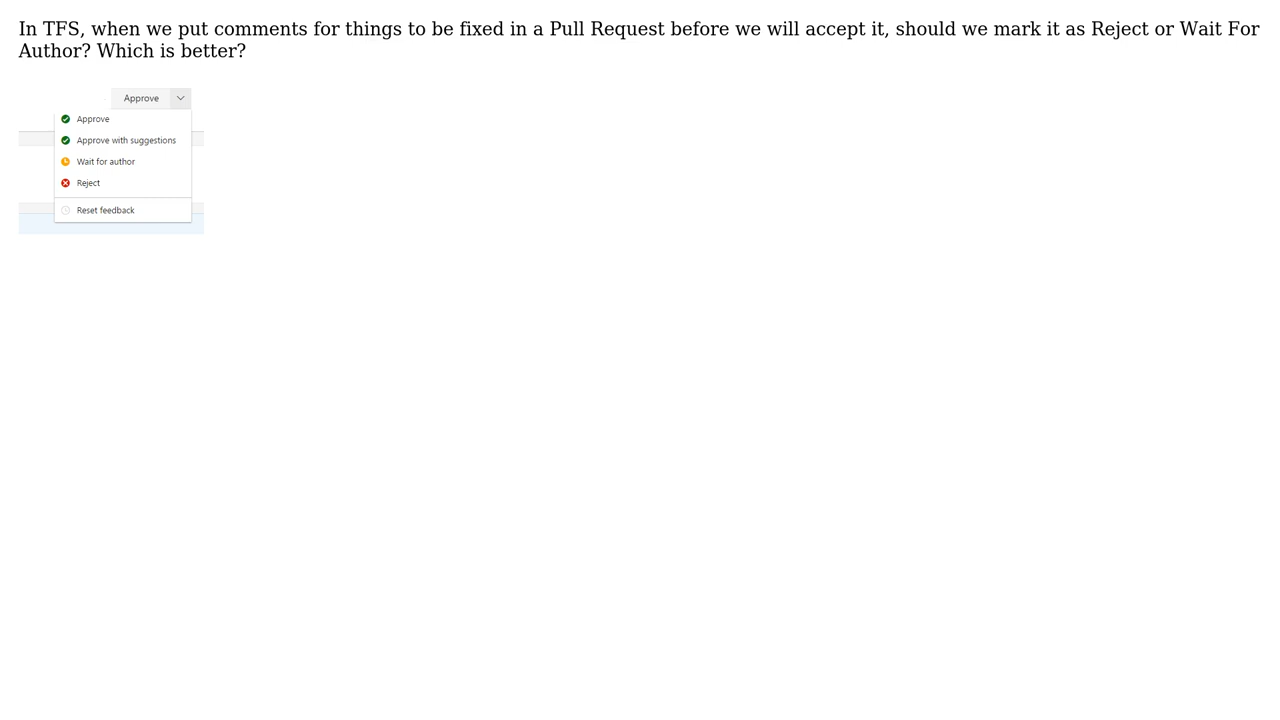 In TFS, when we put comments for things to be fixed in a Pull Request before we will accept it, should we mark it as Reject or Wait For
Author? Which is better?
Approve
Approve
Approve with suggestions
Wait for author
Reject
Reset feedback